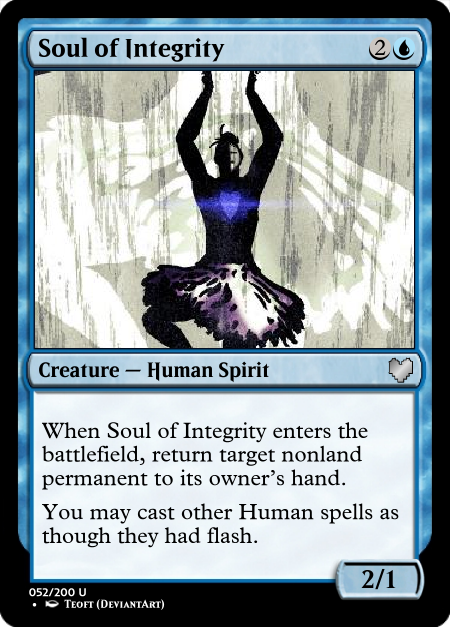 Soul of Integrity 2
Creature — Human Spirit
When Soul of Integrity enters the
battlefield, return target nonland
permanent to its owner's hand.
You may cast other Human spells as
though they had flash.
2/1
052/200 U
• Teoft (DeviantArt)